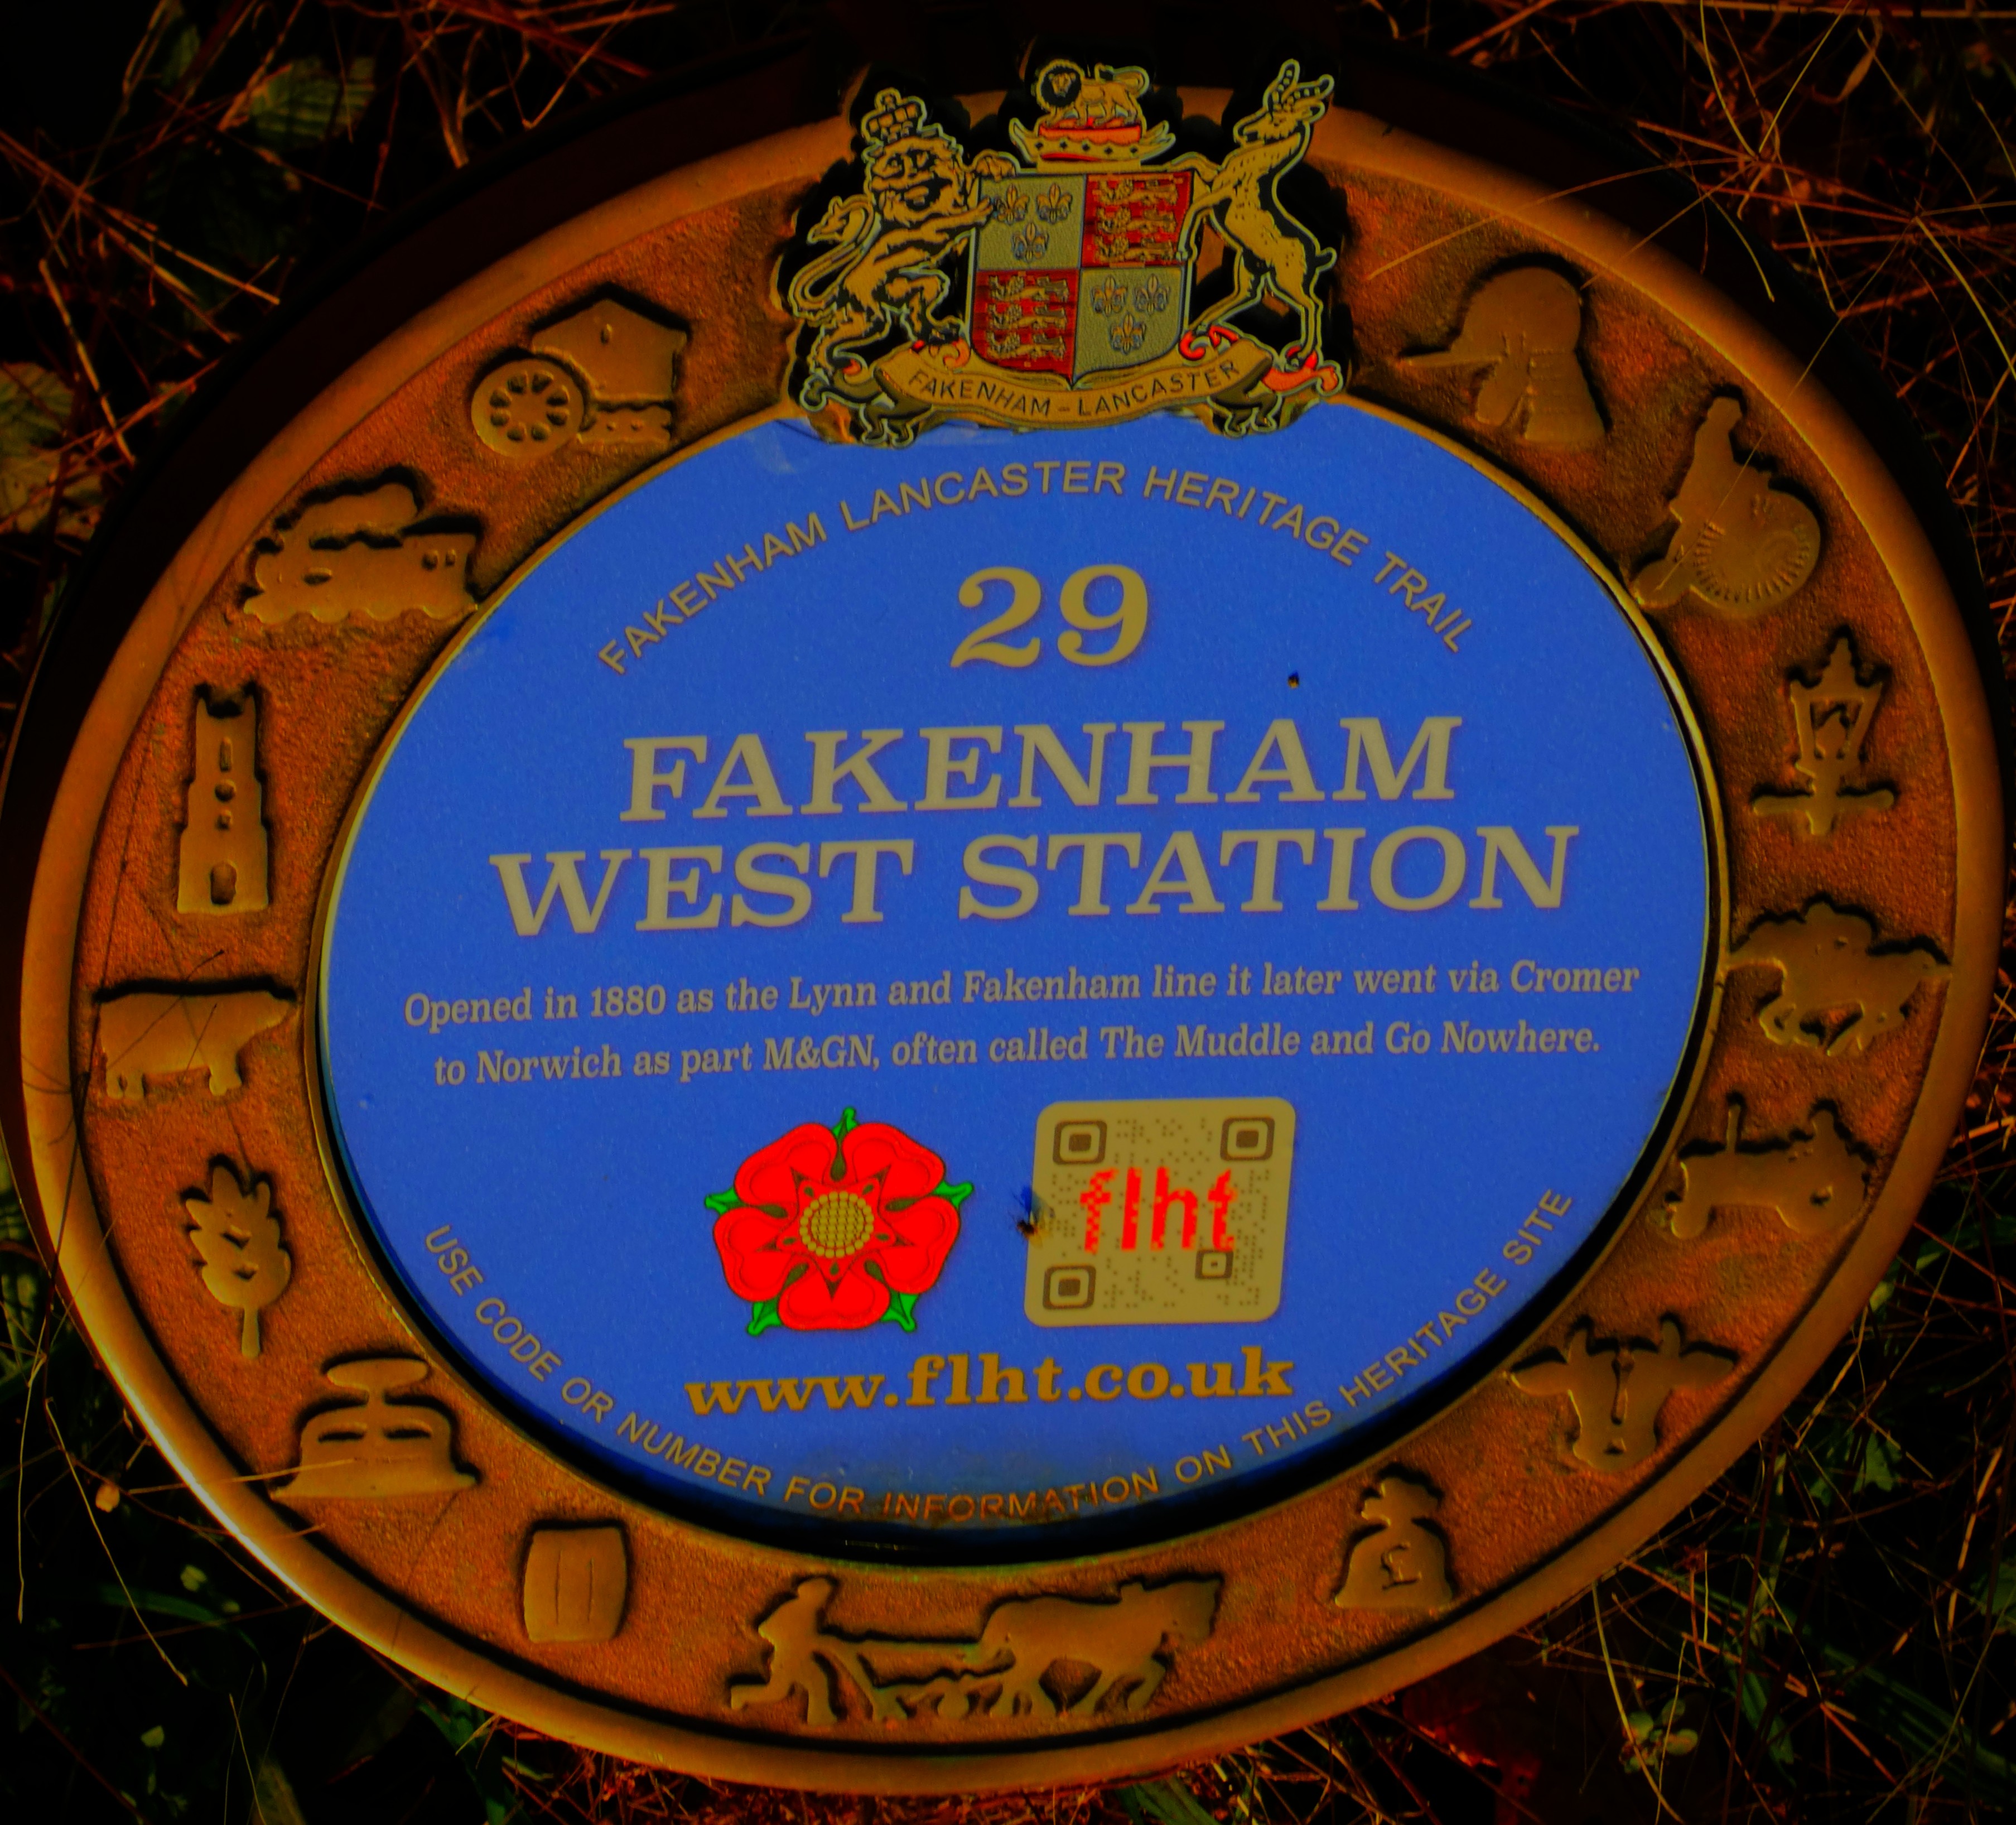 FAKENHAM - LANCASTER
FAKENHAM LANCASTER HERITAGE TRAIL
29
FAKENHAM
WEST STATION
Opened in 1880 as the Lynn and Fakenham line it later went via Cromer
to Norwich as part M&GN, often called The Muddle and Go Nowhere.
flht
www.flht.co.uk
USE CODE OR NUMBER FOR INFORMATION ON THIS HERITAGE SITE
£